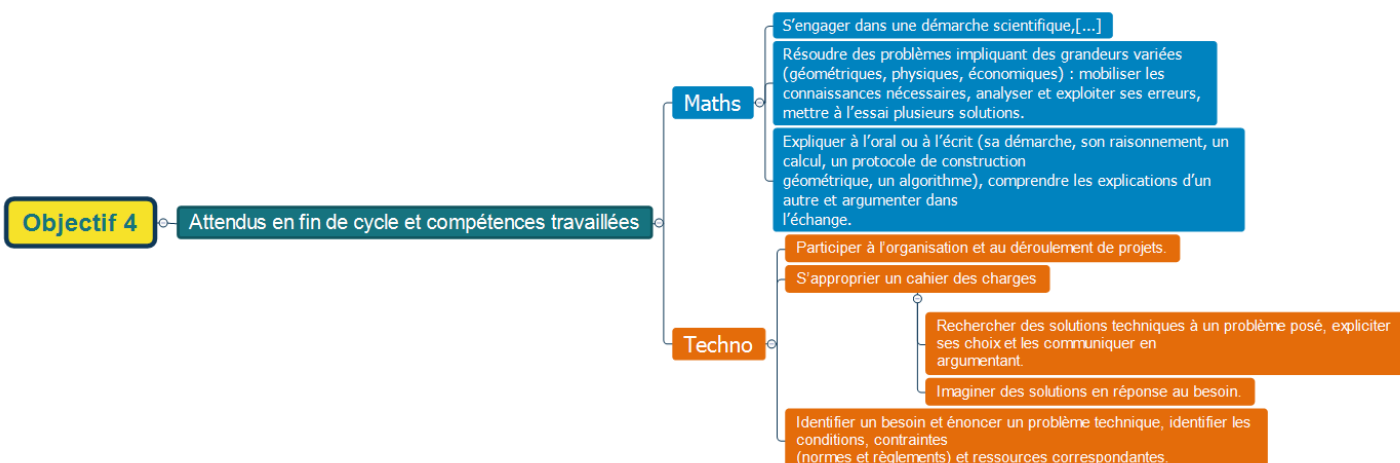 Objectif 4
Attendus en fin de cycle et compétences travaillées
Maths
S'engager dans une démarche scientifique,[...]
Résoudre des problèmes impliquant des grandeurs variées
(géométriques, physiques, économiques) : mobiliser les
connaissances nécessaires, analyser et exploiter ses erreurs,
mettre à l'essai plusieurs solutions.
Expliquer à l'oral ou à l'écrit (sa démarche, son raisonnement, un
calcul, un protocole de construction
géométrique, un algorithme), comprendre les explications d'un
autre et argumenter dans
l'échange.
Techno
Participer à l'organisation et au déroulement de projets.
S'approprier un cahier des charges
Rechercher des solutions techniques à un problème posé, expliciter
ses choix et les communiquer en
argumentant.
Imaginer des solutions en réponse au besoin.
Identifier un besoin et énoncer un problème technique, identifier les
conditions, contraintes
(normes et règlements) et ressources correspondantes.